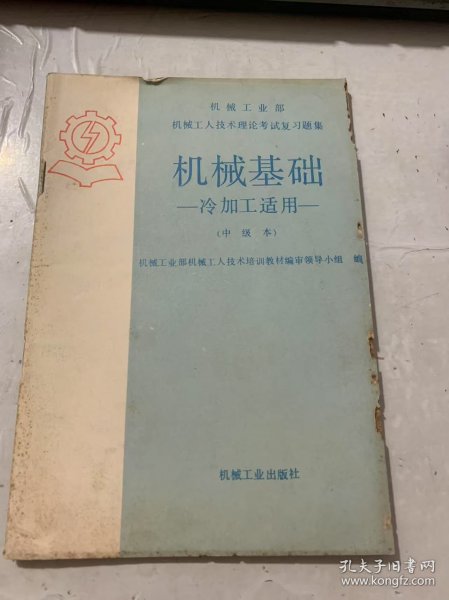 机械工业部
机械工人技术理论考试复习题集
机械基础
—冷加工适用—
(中级本)
机械工业部机械工人技术培训教材编审领导小组 编
机械工业出版社
孔夫子旧书网
www.kongfz.com